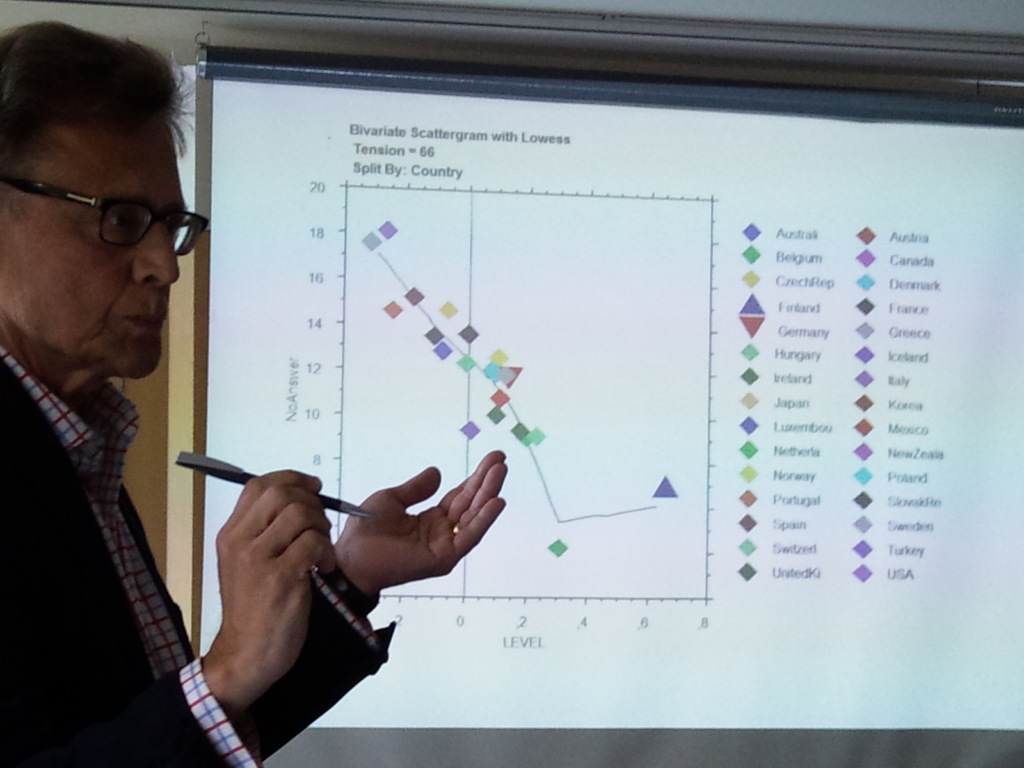 Bivariate Scattergram with Lowess
Tension = 66
Split By: Country
20
18
16
14
12
10
8
NoAnswer
2 0 ,2 ,4 ,6 ,8
LEVEL
Australi Austria
Belgium Canada
CzechRep Denmark
Finland France
Germany Greece
Hungary Iceland
Ireland Italy
Japan Korea
Luxembou Mexico
Netherla NewZeala
Norway Poland
Portugal SlovakRe
Spain Sweden
Switzerl Turkey
UnitedKi USA